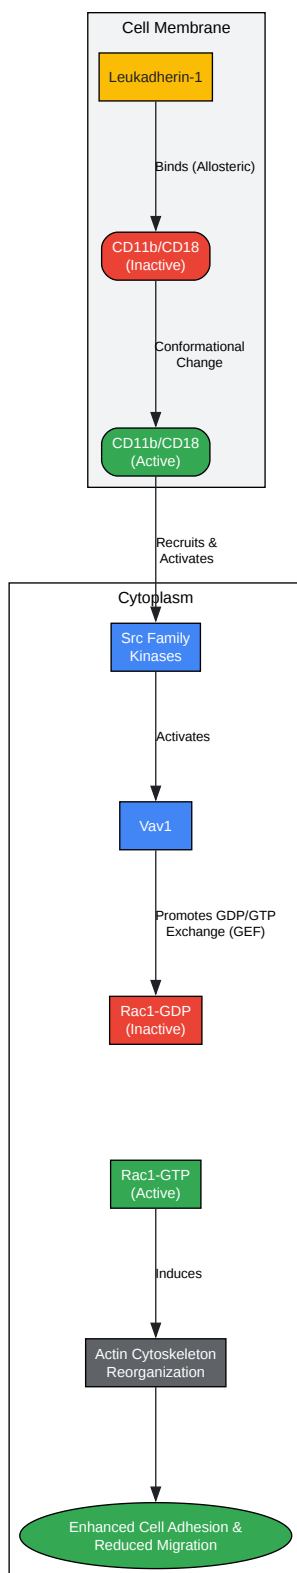 Cell Membrane
Leukadherin-1
Binds (Allosteric)
CD11b/CD18
(Inactive)
Conformational
Change
CD11b/CD18
(Active)
Recruits &
Activates
Cytoplasm
Src Family
Kinases
Activates
Vav1
Promotes GDP/GTP
Exchange (GEF)
Rac1-GDP
(Inactive)
Rac1-GTP
(Active)
Induces
Actin Cytoskeleton
Reorganization
Enhanced Cell Adhesion &
Reduced Migration